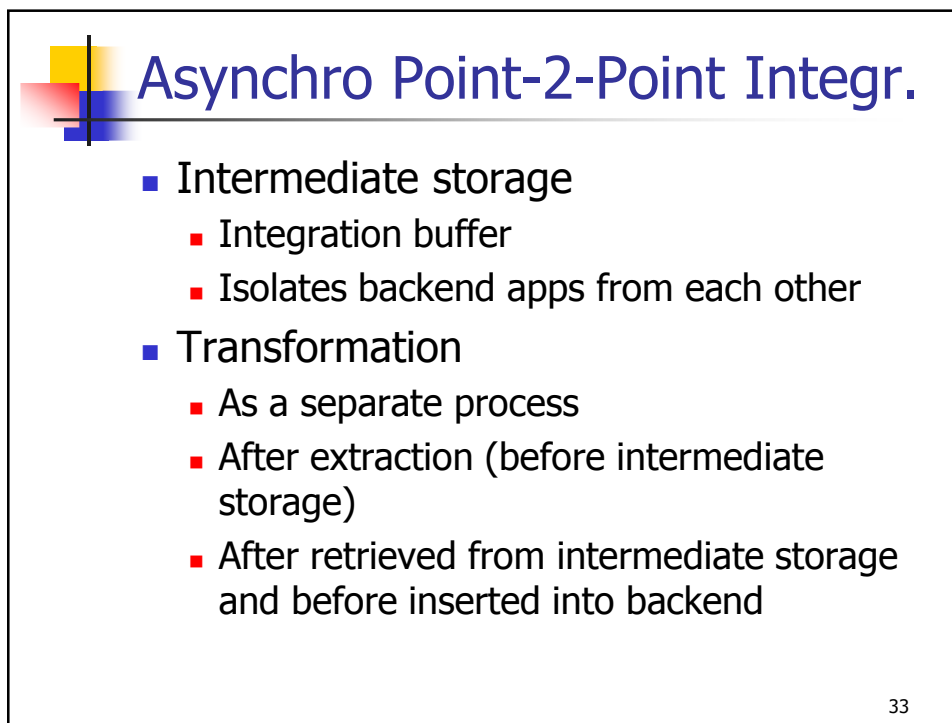 Asynchro Point-2-Point Integr.
Intermediate storage
Integration buffer
Isolates backend apps from each other
Transformation
As a separate process
After extraction (before intermediate
storage)
After retrieved from intermediate storage
and before inserted into backend
33